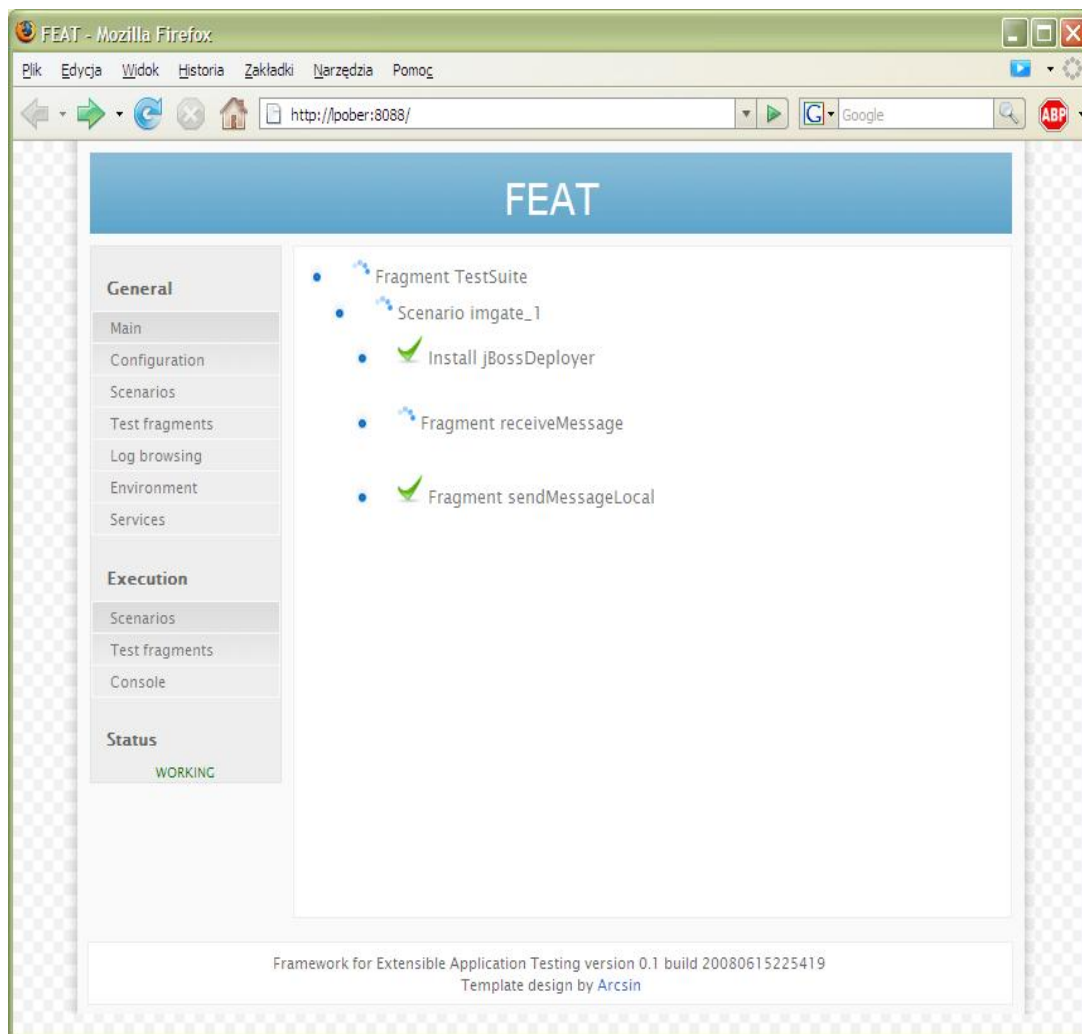 FEAT - Mozilla Firefox
Plik Edycja Widok Historia Zakładki Narzędzia Pomoc
http://lpober:8088/ G Google ABP
FEAT
General
Main
Configuration
Scenarios
Test fragments
Log browsing
Environment
Services
Execution
Scenarios
Test fragments
Console
Status
WORKING
Fragment TestSuite
Scenario imgate_1
Install jBossDeployer
Fragment receiveMessage
Fragment sendMessageLocal
Framework for Extensible Application Testing version 0.1 build 20080615225419
Template design by Arcsin